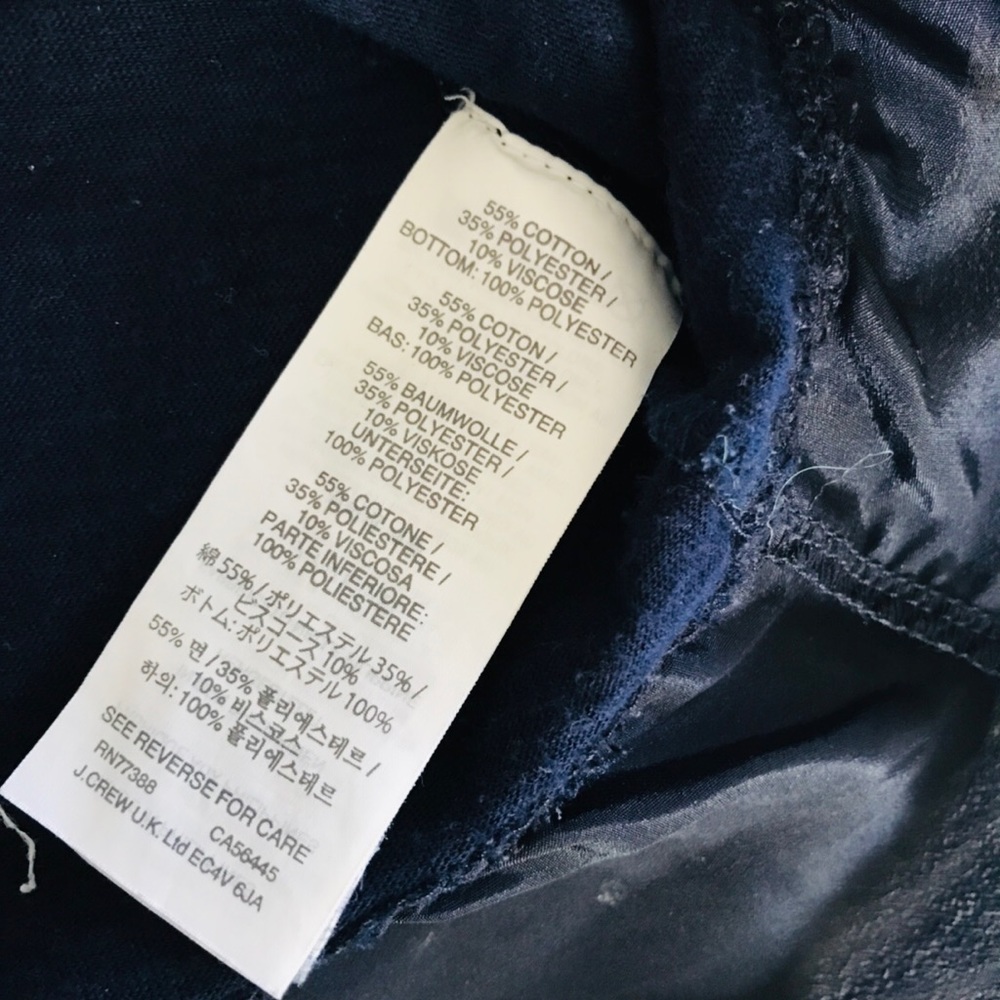 55% COTTON /
35% POLYESTER /
10% VISCOSE
BOTTOM: 100% POLYESTER
55% COTON /
35% POLYESTER /
10% VISCOSE
BAS: 100% POLYESTER
55% BAUMWOLLE /
35% POLYESTER /
10% VISKOSE
UNTERSEITE:
100% POLYESTER
55% COTONE /
35% POLIESTERE /
10% VISCOSA
PARTE INFERIORE:
100% POLIESTERE
綿 55% / ポリエステル 35% /
ビスコース 10%
ボトム: ポリエステル 100%
55% 면 / 35% 폴리에스테르 /
10% 비스코스
하의: 100% 폴리에스테르
SEE REVERSE FOR CARE
RN77388 CA56445
J.CREW U.K. Ltd EC4V 6JA